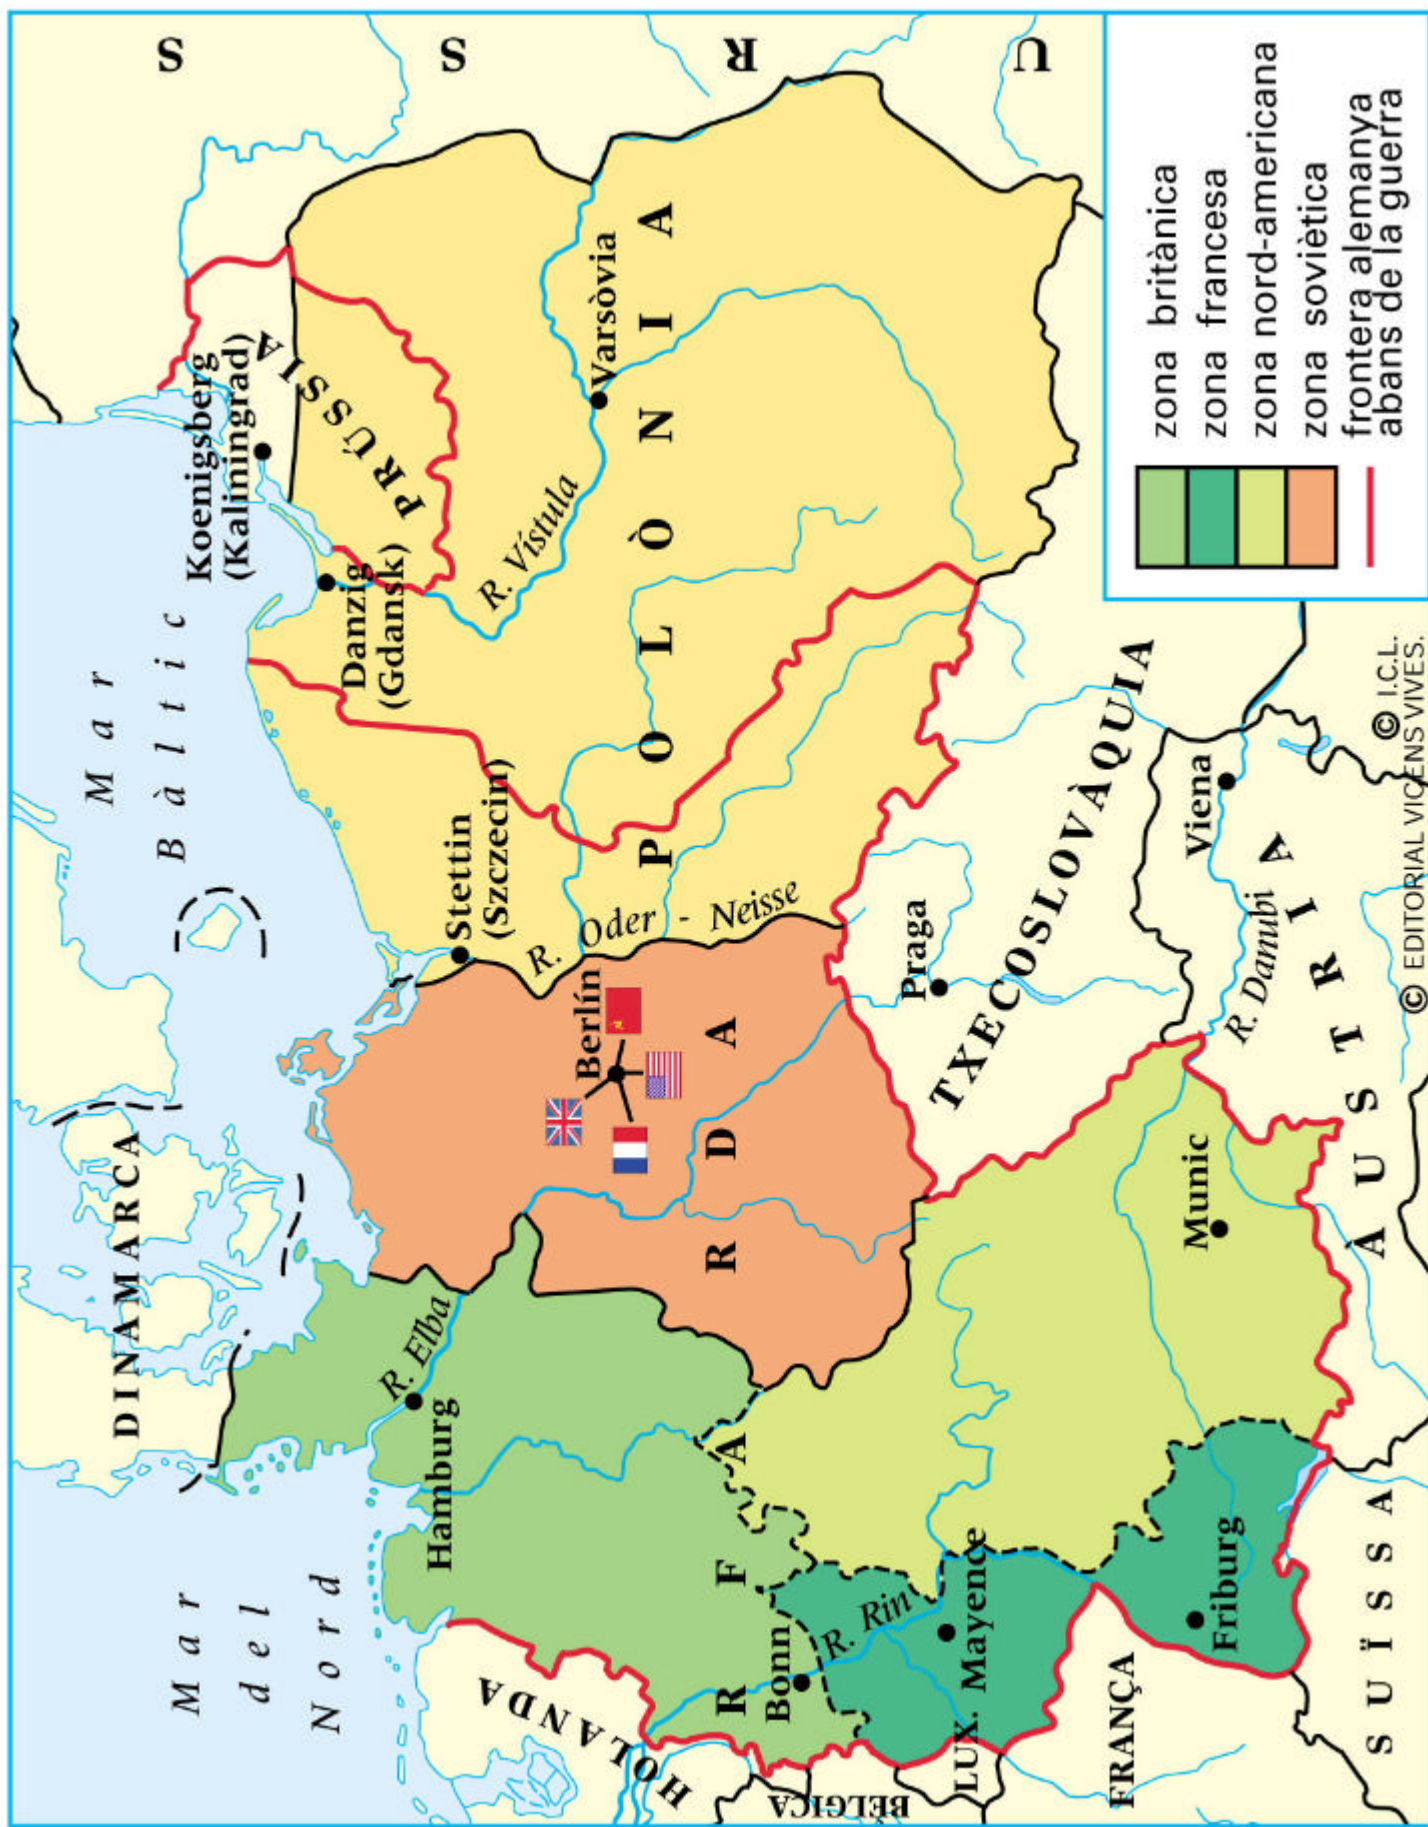 Mar
Bàltic
Mar
del
Nord
DINAMARCA
Koenigsberg
(Kaliningrad)
PRÚSSIA
Danzig
(Gdansk)
Stettin
(Szczecin)
Hamburg
R. Elba
R. Vístula
Varsòvia
POLÒNIA
U R S S
Berlín
R. Oder - Neisse
RDA
RFA
HOLANDA
BÈLGICA
LUX.
Bonn
R. Rin
Mayence
FRANÇA
Friburg
SUÏSSA
Munic
Praga
TXECOSLOVÀQUIA
Viena
R. Danubi
ÀUSTRIA
zona britànica
zona francesa
zona nord-americana
zona soviètica
frontera alemanya
abans de la guerra
© I.C.L.
© EDITORIAL VICENS VIVES.